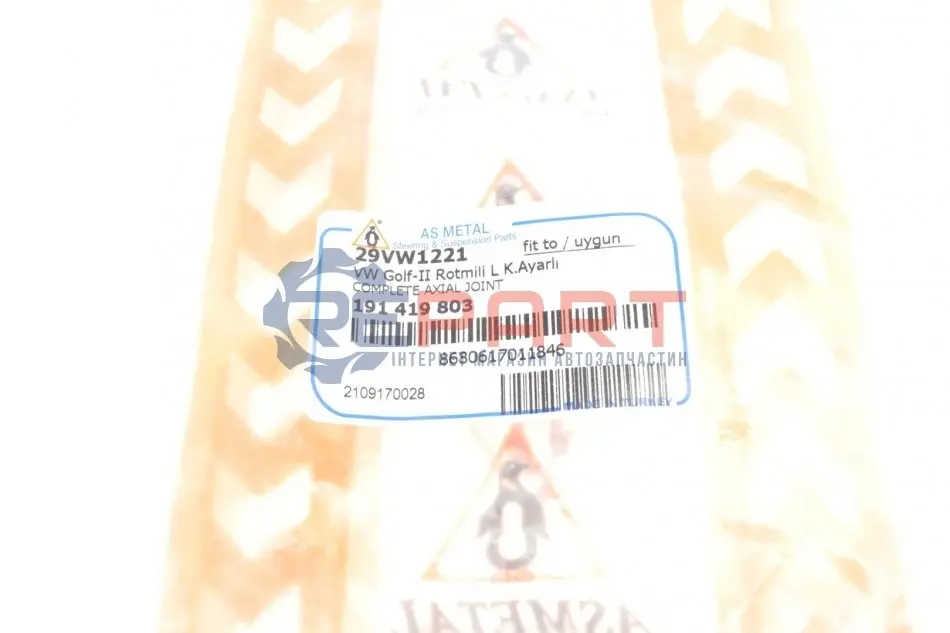 AS METAL
Steering & Suspension Parts
29VW1221
fit to / uygun
VW Golf-II Rotmili L K.Ayarlı
COMPLETE AXIAL JOINT
191 419 803
REPART
ІНТЕРНЕТ МАГАЗИН АВТОЗАПЧАСТИН
8680617011846
2109170028
MADE IN TURKEY
ASMETAL